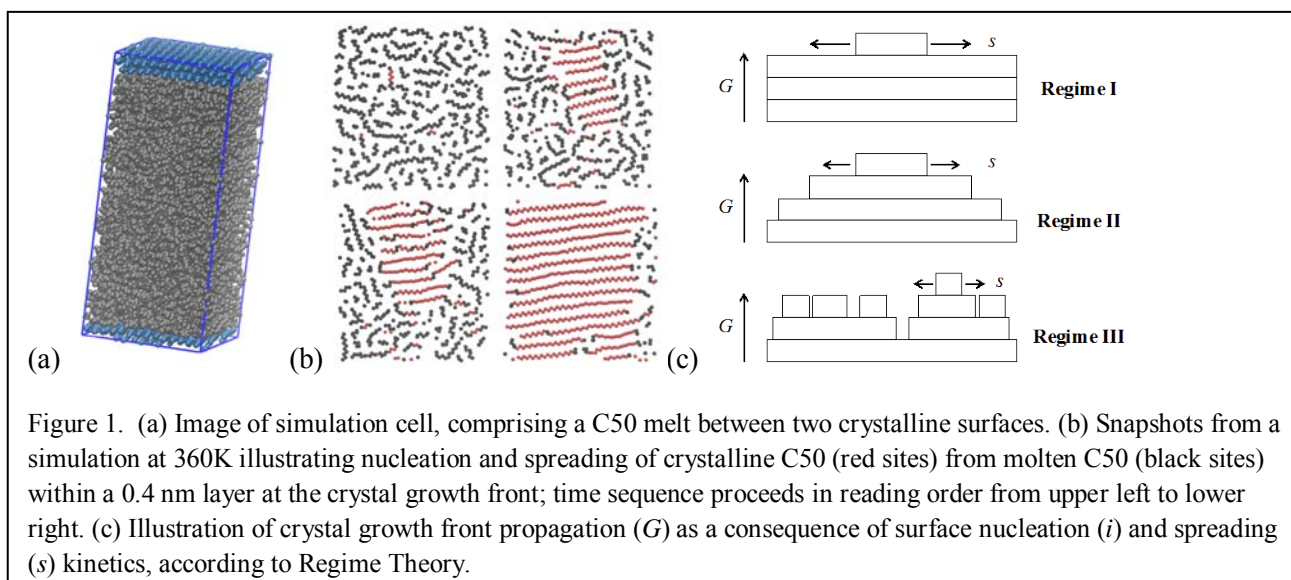 s
G
Regime I
s
G
Regime II
s
G
Regime III
(a)
(b)
(c)
Figure 1. (a) Image of simulation cell, comprising a C50 melt between two crystalline surfaces. (b) Snapshots from a
simulation at 360K illustrating nucleation and spreading of crystalline C50 (red sites) from molten C50 (black sites)
within a 0.4 nm layer at the crystal growth front; time sequence proceeds in reading order from upper left to lower
right. (c) Illustration of crystal growth front propagation (G) as a consequence of surface nucleation (i) and spreading
(s) kinetics, according to Regime Theory.